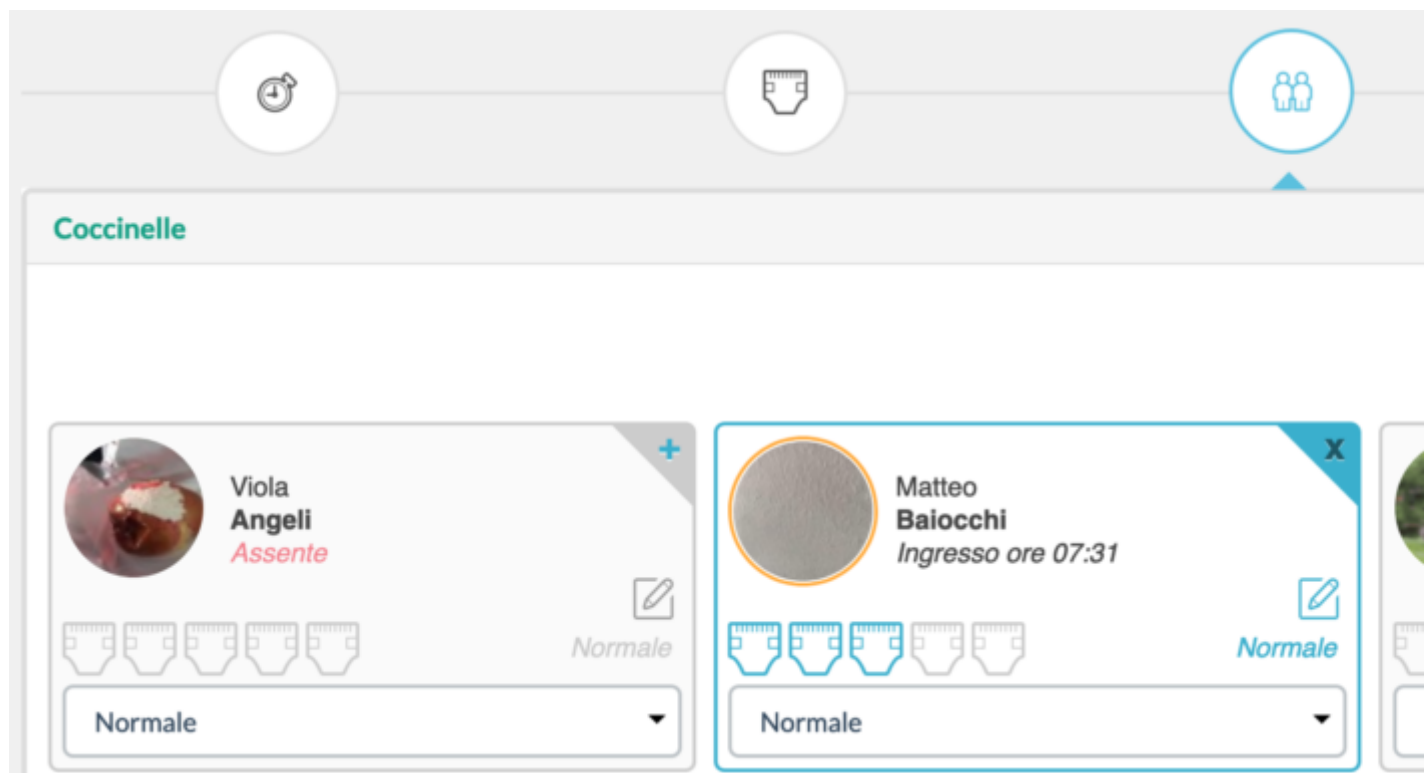 Coccinelle
Viola
Angeli
Assente
Normale
Normale
Matteo
Baiocchi
Ingresso ore 07:31
Normale
Normale